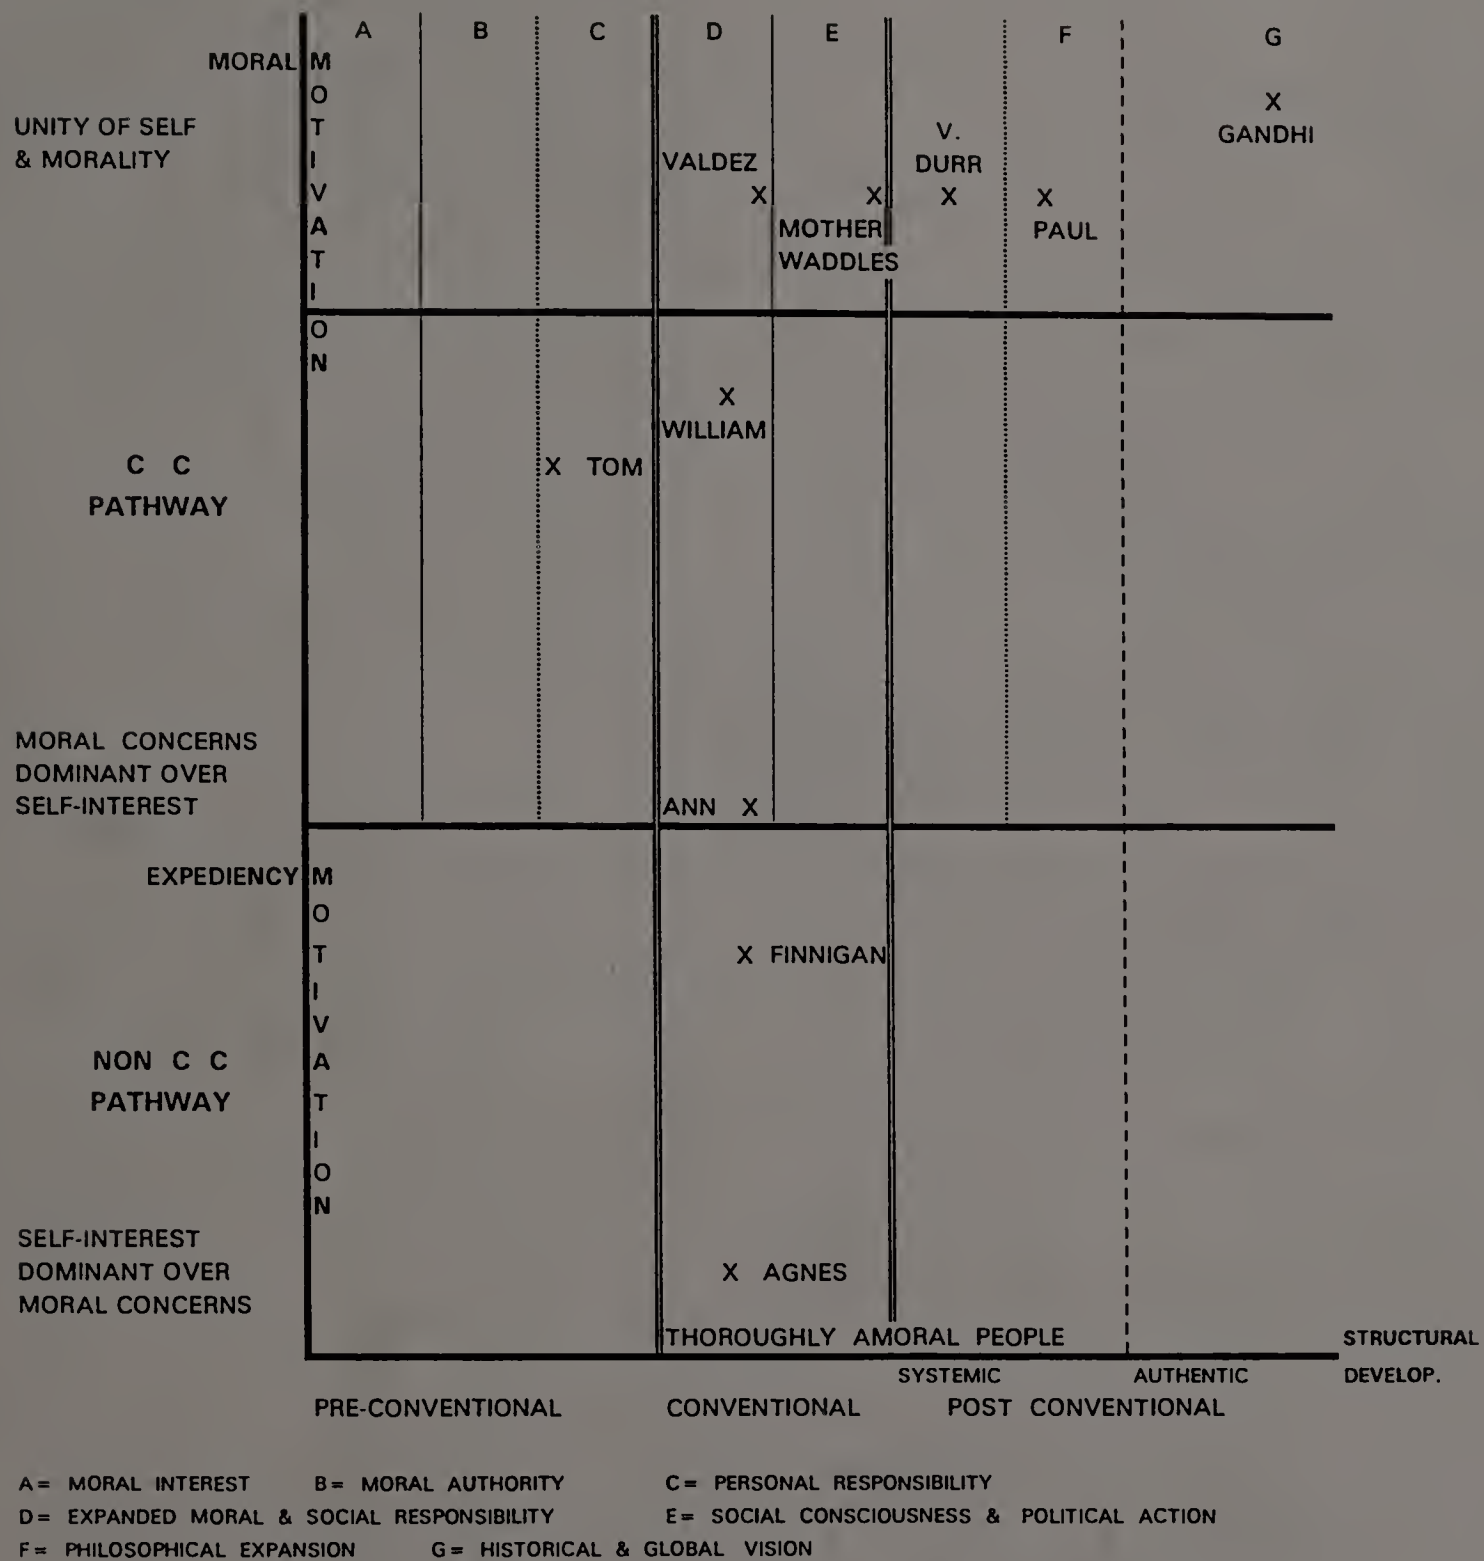 A B C D E F G
MORAL MOTIVATION
X
GANDHI
UNITY OF SELF
& MORALITY
V.
DURR
VALDEZ
X X X X
MOTHER
WADDLES
PAUL
X
WILLIAM
C C
PATHWAY
X TOM
MORAL CONCERNS
DOMINANT OVER
SELF-INTEREST
ANN X
EXPEDIENCY MOTIVATION
X FINNIGAN
NON C C
PATHWAY
SELF-INTEREST
DOMINANT OVER
MORAL CONCERNS
X AGNES
THOROUGHLY AMORAL PEOPLE
STRUCTURAL
DEVELOP.
SYSTEMIC AUTHENTIC
PRE-CONVENTIONAL CONVENTIONAL POST CONVENTIONAL
A= MORAL INTEREST B= MORAL AUTHORITY C= PERSONAL RESPONSIBILITY
D= EXPANDED MORAL & SOCIAL RESPONSIBILITY E= SOCIAL CONSCIOUSNESS & POLITICAL ACTION
F= PHILOSOPHICAL EXPANSION G= HISTORICAL & GLOBAL VISION